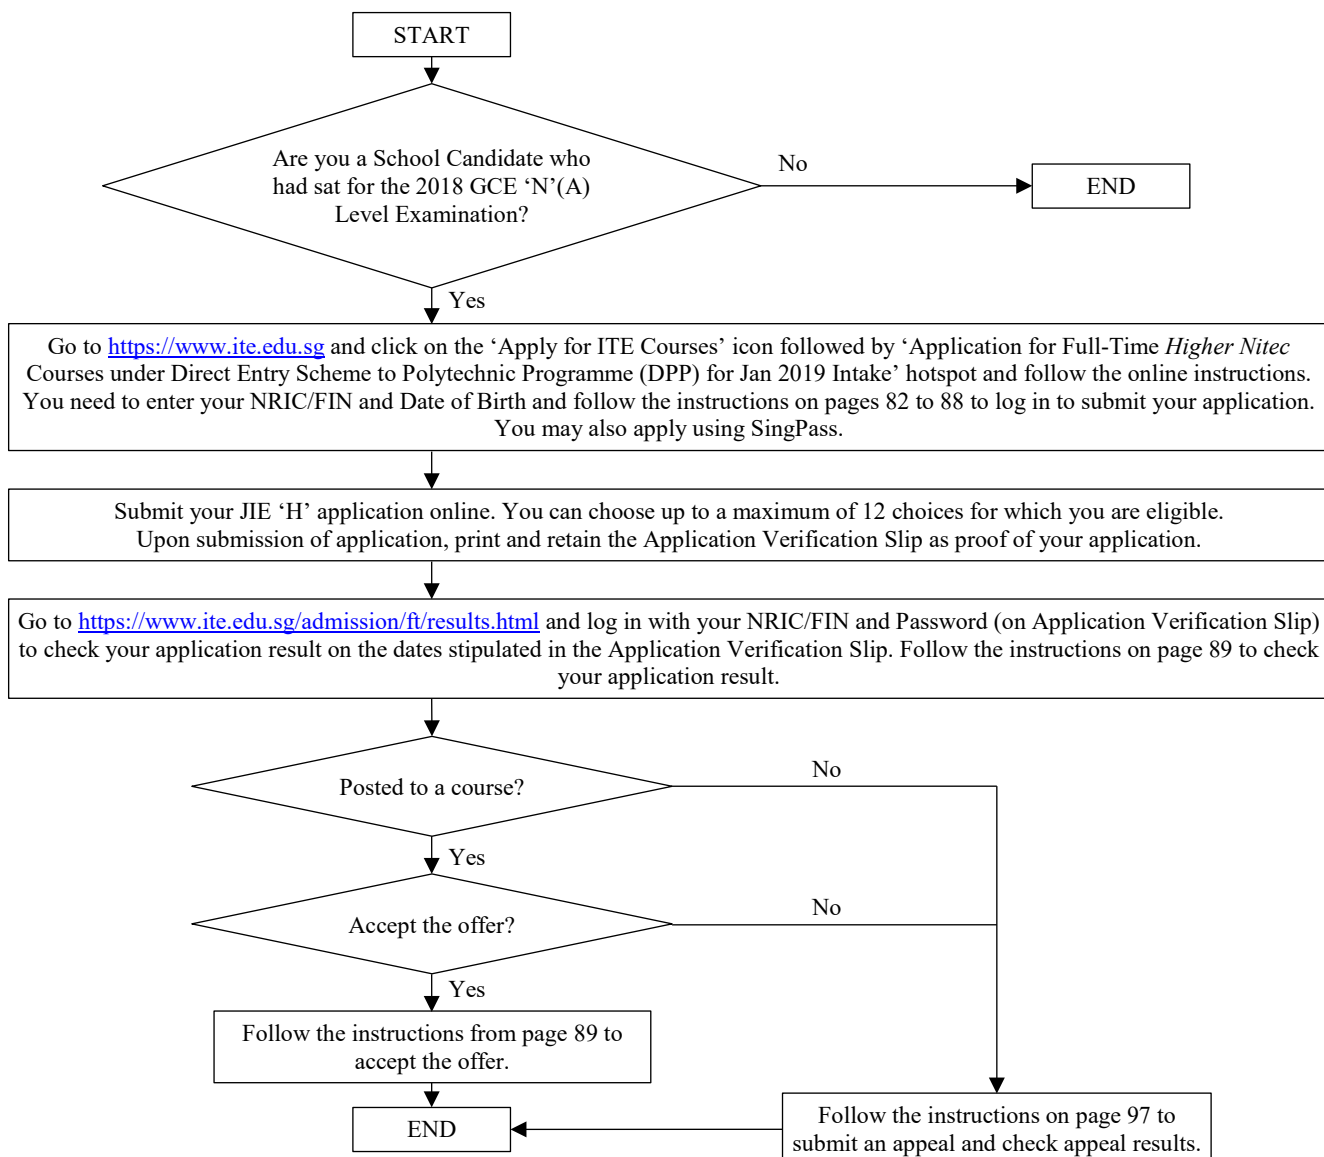 START
Are you a School Candidate who
had sat for the 2018 GCE ‘N’(A)
Level Examination?
No
END
Yes
Go to https://www.ite.edu.sg and click on the ‘Apply for ITE Courses’ icon followed by ‘Application for Full-Time Higher Nitec
Courses under Direct Entry Scheme to Polytechnic Programme (DPP) for Jan 2019 Intake’ hotspot and follow the online instructions.
You need to enter your NRIC/FIN and Date of Birth and follow the instructions on pages 82 to 88 to log in to submit your application.
You may also apply using SingPass.
Submit your JIE ‘H’ application online. You can choose up to a maximum of 12 choices for which you are eligible.
Upon submission of application, print and retain the Application Verification Slip as proof of your application.
Go to https://www.ite.edu.sg/admission/ft/results.html and log in with your NRIC/FIN and Password (on Application Verification Slip)
to check your application result on the dates stipulated in the Application Verification Slip. Follow the instructions on page 89 to check
your application result.
Posted to a course?
No
Yes
Accept the offer?
No
Yes
Follow the instructions from page 89 to
accept the offer.
END
Follow the instructions on page 97 to
submit an appeal and check appeal results.